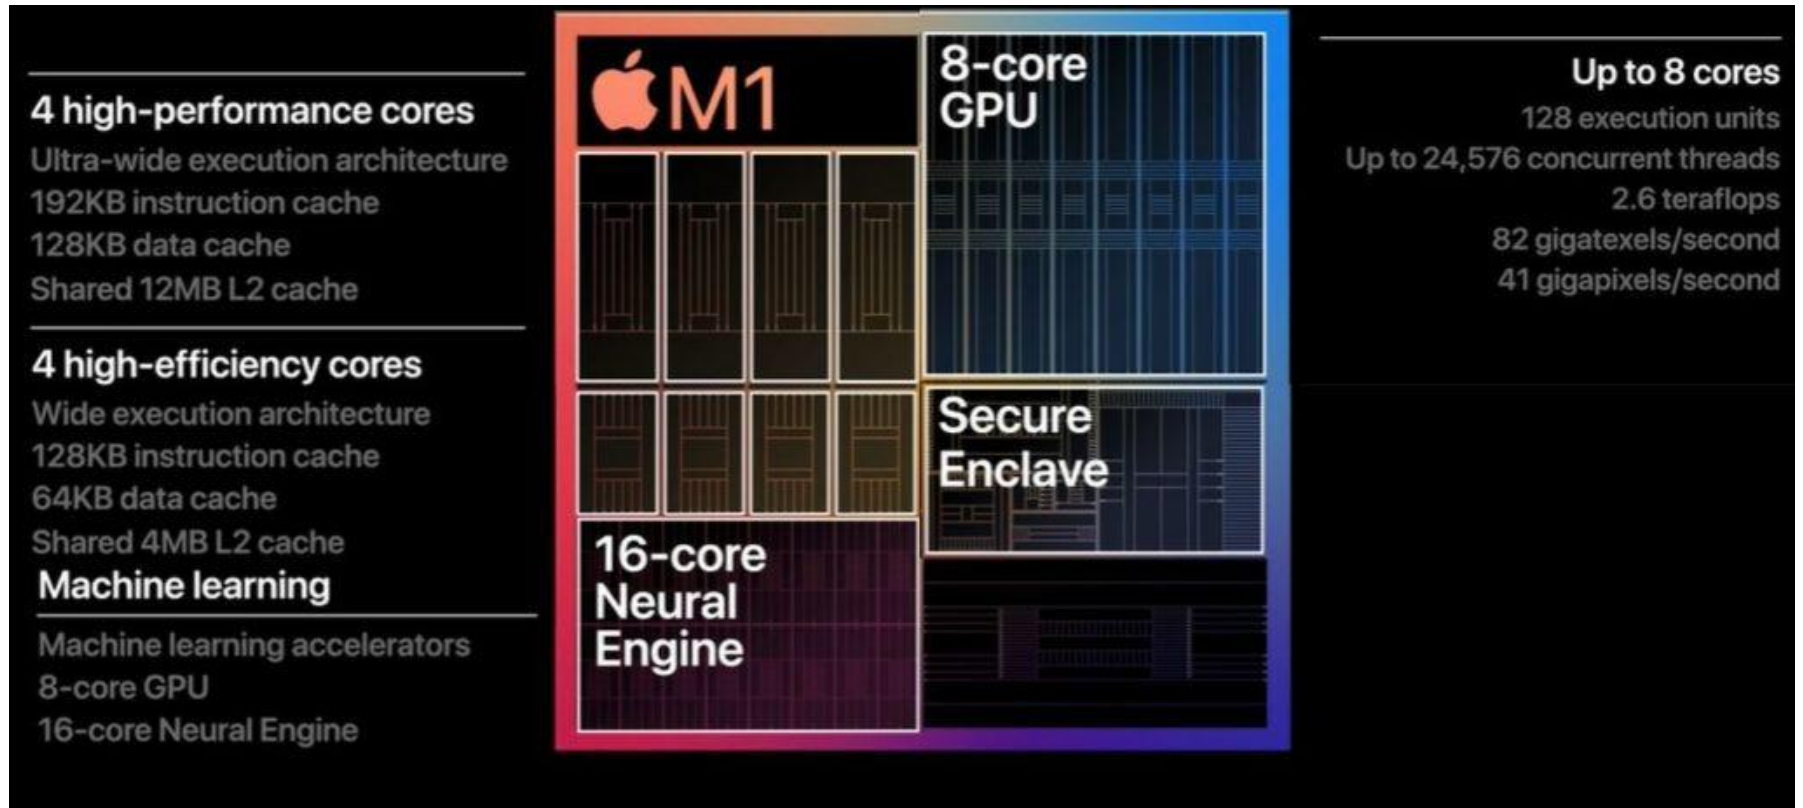 4 high-performance cores
Ultra-wide execution architecture
192KB instruction cache
128KB data cache
Shared 12MB L2 cache
4 high-efficiency cores
Wide execution architecture
128KB instruction cache
64KB data cache
Shared 4MB L2 cache
Machine learning
Machine learning accelerators
8-core GPU
16-core Neural Engine
M1
8-core
GPU
Secure
Enclave
16-core
Neural
Engine
Up to 8 cores
128 execution units
Up to 24,576 concurrent threads
2.6 teraflops
82 gigatexels/second
41 gigapixels/second